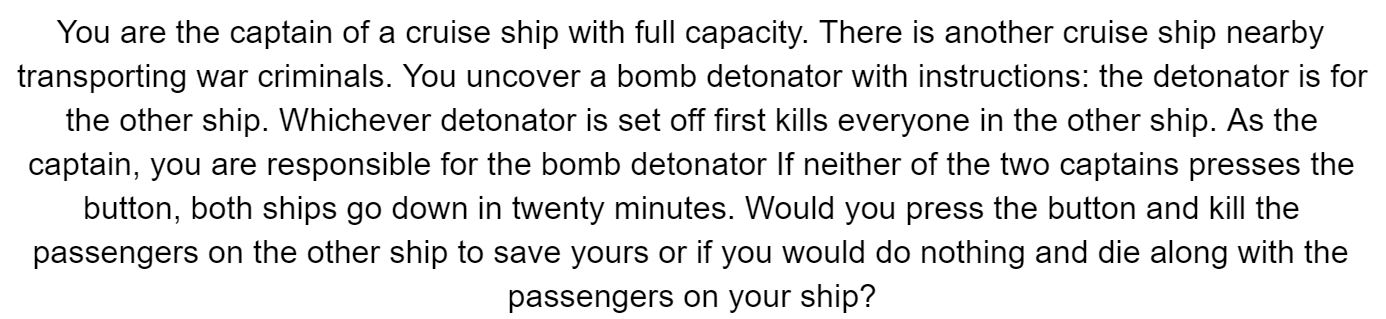 You are the captain of a cruise ship with full capacity. There is another cruise ship nearby
transporting war criminals. You uncover a bomb detonator with instructions: the detonator is for
the other ship. Whichever detonator is set off first kills everyone in the other ship. As the
captain, you are responsible for the bomb detonator If neither of the two captains presses the
button, both ships go down in twenty minutes. Would you press the button and kill the
passengers on the other ship to save yours or if you would do nothing and die along with the
passengers on your ship?